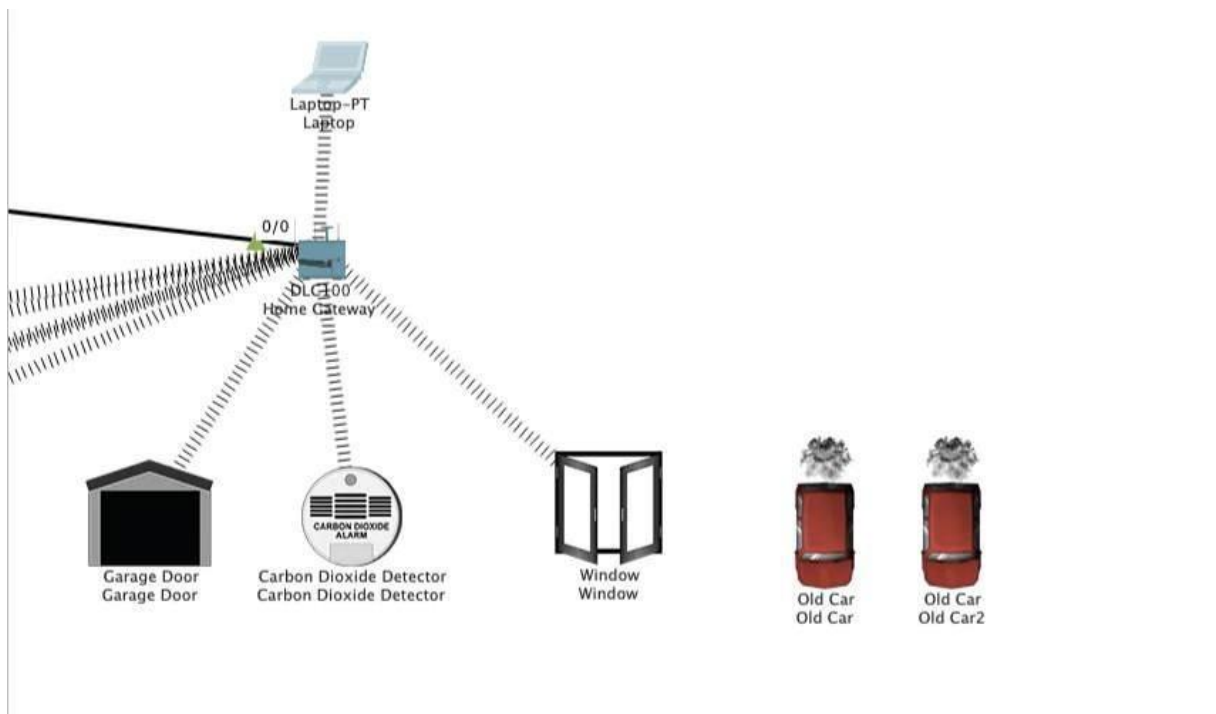 Laptop-PT
Laptop
0/0
DLC100
Home Gateway
CARBON DIOXIDE
ALARM
Garage Door
Garage Door
Carbon Dioxide Detector
Carbon Dioxide Detector
Window
Window
Old Car
Old Car
Old Car
Old Car2